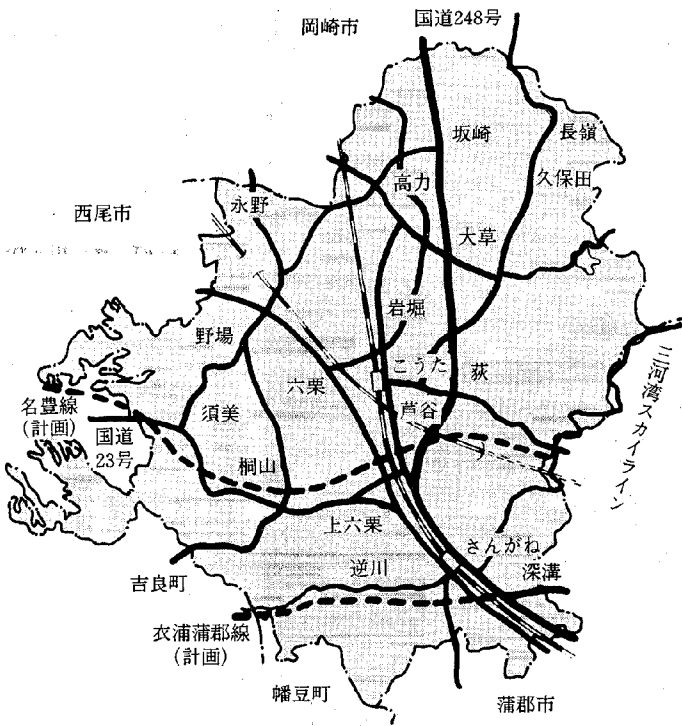 岡崎市
国道248号
坂崎
長嶺
高力
久保田
永野
西尾市
大草
岩堀
野場
こうた
荻
三河湾スカイライン
六栗
名豊線
(計画)
須美
芦谷
国道
23号
桐山
上六栗
さんがね
逆川
深溝
吉良町
衣浦蒲郡線
(計画)
幡豆町
蒲郡市